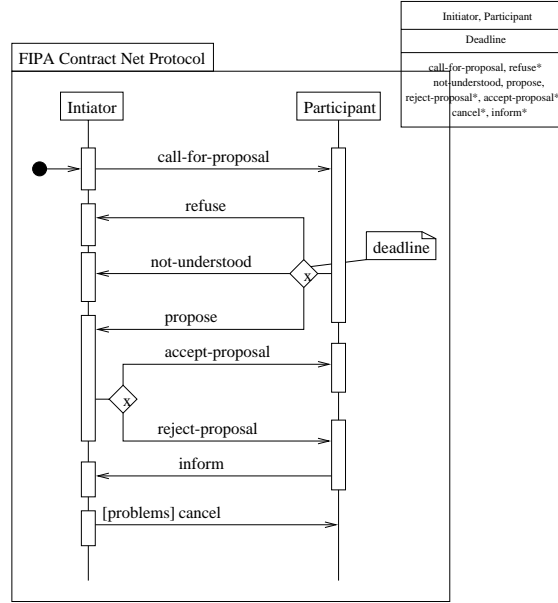 Initiator, Participant
Deadline
call-for-proposal, refuse*
not-understood, propose,
reject-proposal*, accept-proposal*
cancel*, inform*
FIPA Contract Net Protocol
Intiator
Participant
call-for-proposal
refuse
deadline
not-understood
x
propose
accept-proposal
x
reject-proposal
inform
[problems] cancel